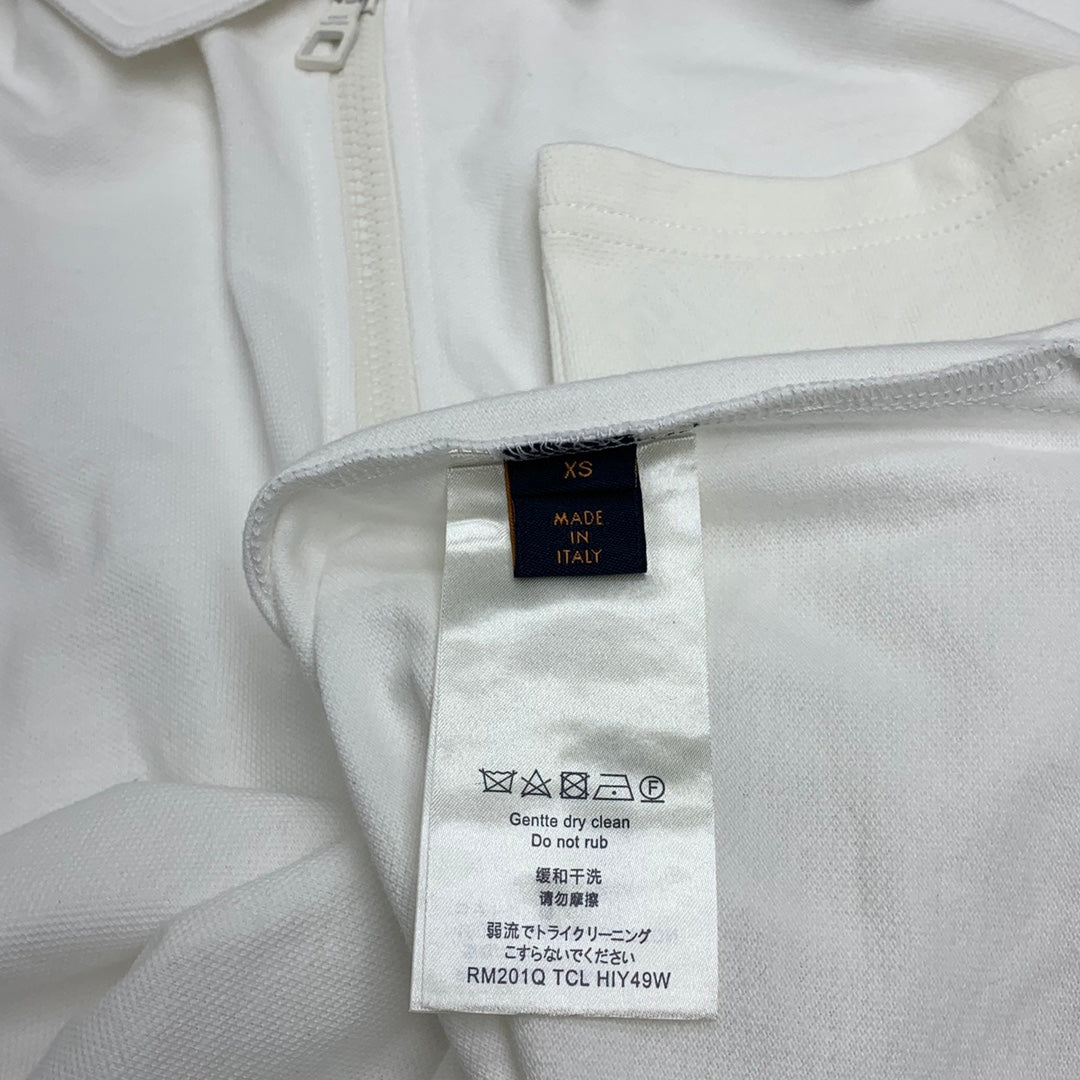 XS
MADE
IN
ITALY
F
Gentte dry clean
Do not rub
缓和干洗
请勿摩擦
弱流でトライクリーニング
こすらないでください
RM201Q TCL HIY49W